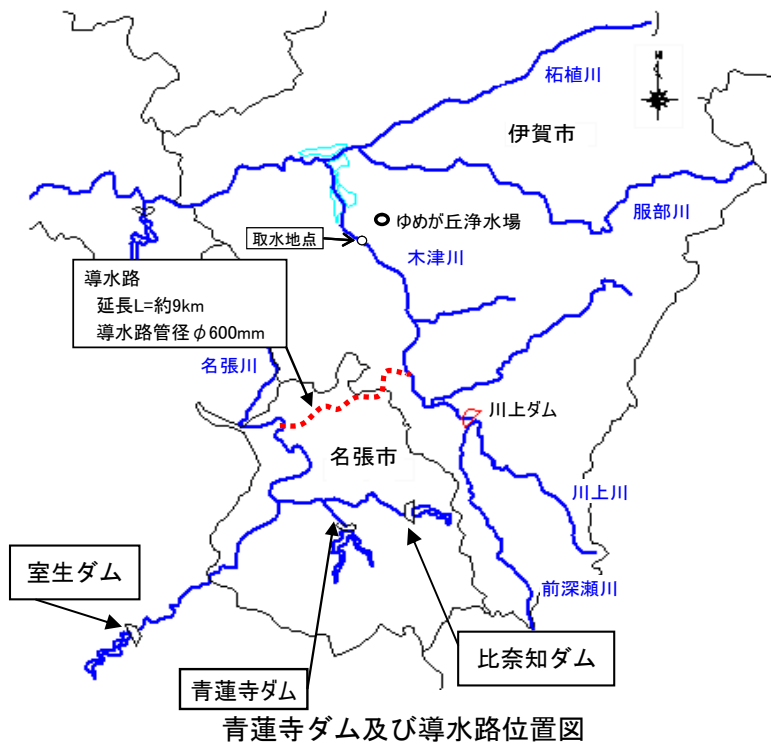 柘植川
N
伊賀市
服部川
ゆめが丘浄水場
取水地点
木津川
導水路
延長L=約9km
導水路管径φ600mm
名張川
川上ダム
名張市
川上川
室生ダム
前深瀬川
比奈知ダム
青蓮寺ダム
青蓮寺ダム及び導水路位置図